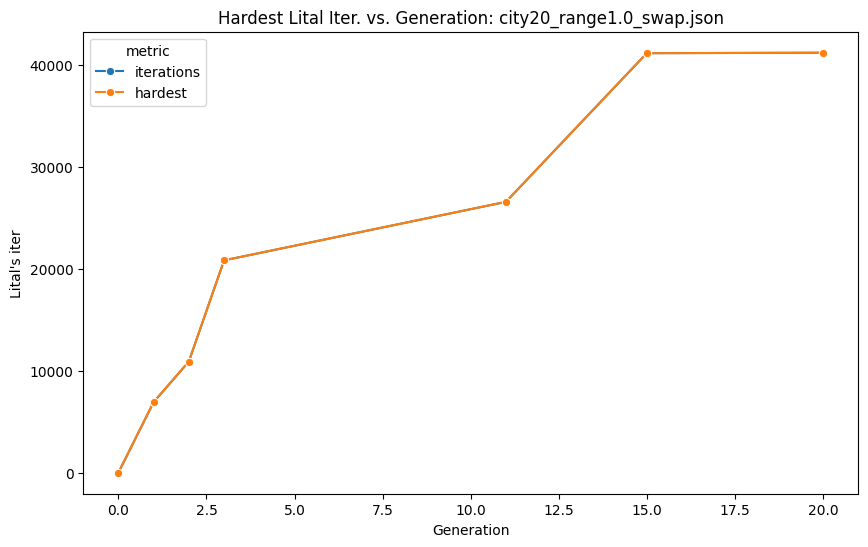 Hardest Lital Iter. vs. Generation: city20_range1.0_swap.json
metric
iterations
hardest
40000
30000
20000
10000
0
Lital's iter
0.0 2.5 5.0 7.5 10.0 12.5 15.0 17.5 20.0
Generation